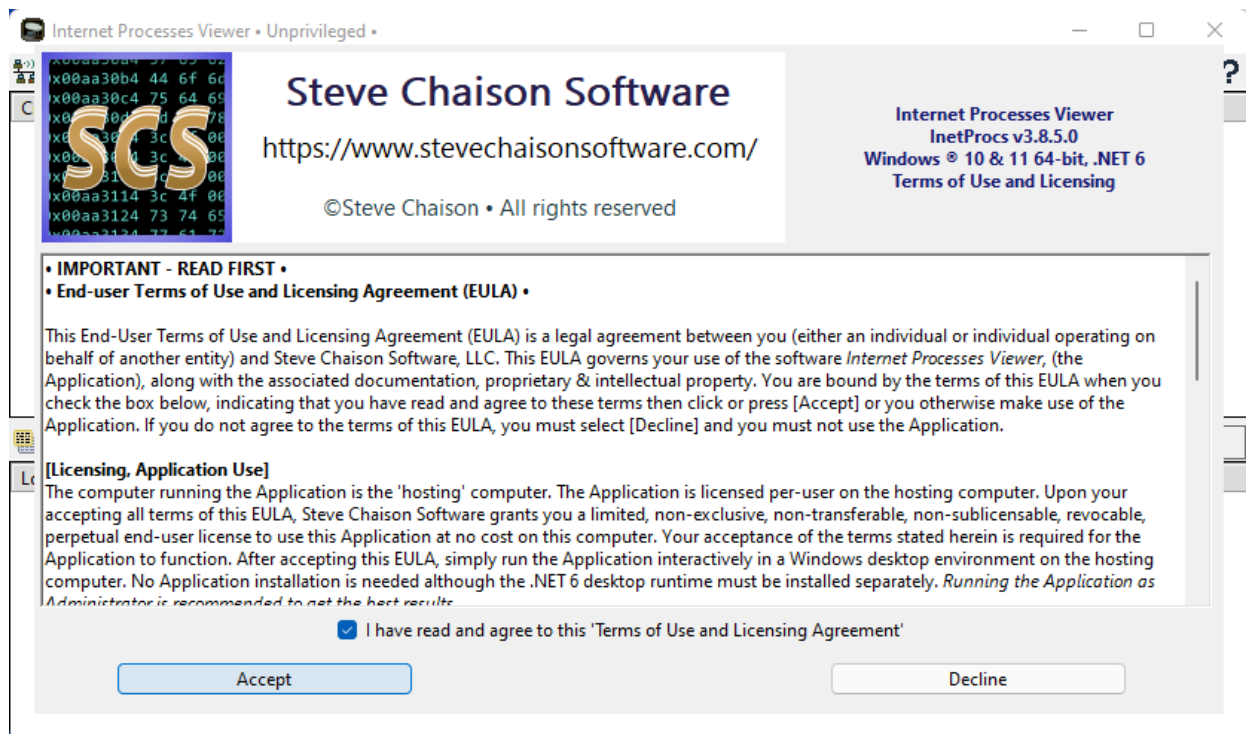 Internet Processes Viewer • Unprivileged •
?
SCS
Steve Chaison Software
https://www.stevechaisonsoftware.com/
©Steve Chaison • All rights reserved
Internet Processes Viewer
InetProcs v3.8.5.0
Windows ® 10 & 11 64-bit, .NET 6
Terms of Use and Licensing
• IMPORTANT - READ FIRST •
• End-user Terms of Use and Licensing Agreement (EULA) •
This End-User Terms of Use and Licensing Agreement (EULA) is a legal agreement between you (either an individual or individual operating on
behalf of another entity) and Steve Chaison Software, LLC. This EULA governs your use of the software Internet Processes Viewer, (the
Application), along with the associated documentation, proprietary & intellectual property. You are bound by the terms of this EULA when you
check the box below, indicating that you have read and agree to these terms then click or press [Accept] or you otherwise make use of the
Application. If you do not agree to the terms of this EULA, you must select [Decline] and you must not use the Application.
[Licensing, Application Use]
The computer running the Application is the 'hosting' computer. The Application is licensed per-user on the hosting computer. Upon your
accepting all terms of this EULA, Steve Chaison Software grants you a limited, non-exclusive, non-transferable, non-sublicensable, revocable,
perpetual end-user license to use this Application at no cost on this computer. Your acceptance of the terms stated herein is required for the
Application to function. After accepting this EULA, simply run the Application interactively in a Windows desktop environment on the hosting
computer. No Application installation is needed although the .NET 6 desktop runtime must be installed separately. Running the Application as
Administrator is recommended to get the best results
I have read and agree to this 'Terms of Use and Licensing Agreement'
Accept
Decline